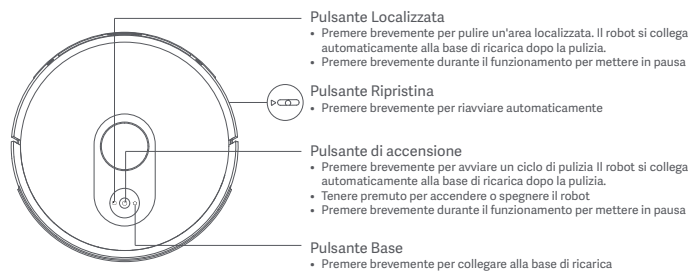 Pulsante Localizzata
• Premere brevemente per pulire un'area localizzata. Il robot si collega
automaticamente alla base di ricarica dopo la pulizia.
• Premere brevemente durante il funzionamento per mettere in pausa
Pulsante Ripristina
• Premere brevemente per riavviare automaticamente
Pulsante di accensione
• Premere brevemente per avviare un ciclo di pulizia Il robot si collega
automaticamente alla base di ricarica dopo la pulizia.
• Tenere premuto per accendere o spegnere il robot
• Premere brevemente durante il funzionamento per mettere in pausa
Pulsante Base
• Premere brevemente per collegare alla base di ricarica